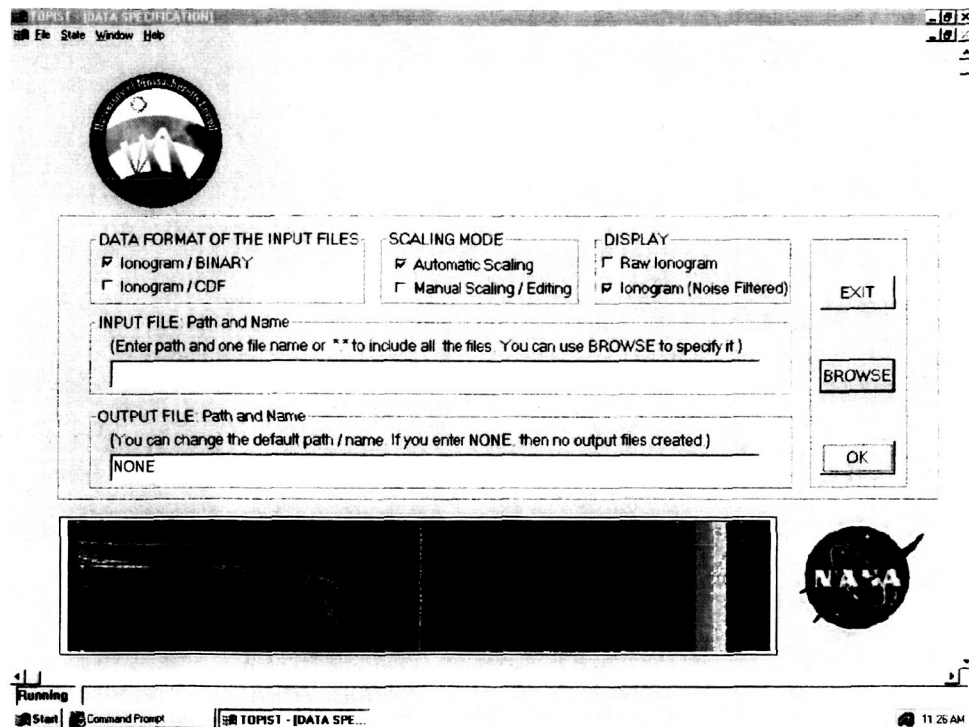 TOPIST - [DATA SPECIFICATION]
File State Window Help
University of Massachusetts Lowell
DATA FORMAT OF THE INPUT FILES
Ionogram / BINARY
Ionogram / CDF
SCALING MODE
Automatic Scaling
Manual Scaling / Editing
DISPLAY
Raw Ionogram
Ionogram (Noise Filtered)
EXIT
INPUT FILE: Path and Name
(Enter path and one file name or *.* to include all the files. You can use BROWSE to specify it.)
BROWSE
OUTPUT FILE: Path and Name
(You can change the default path / name. If you enter NONE, then no output files created.)
NONE
OK
NASA
Running
Start Command Prompt TOPIST - [DATA SPE... 11:26 AM